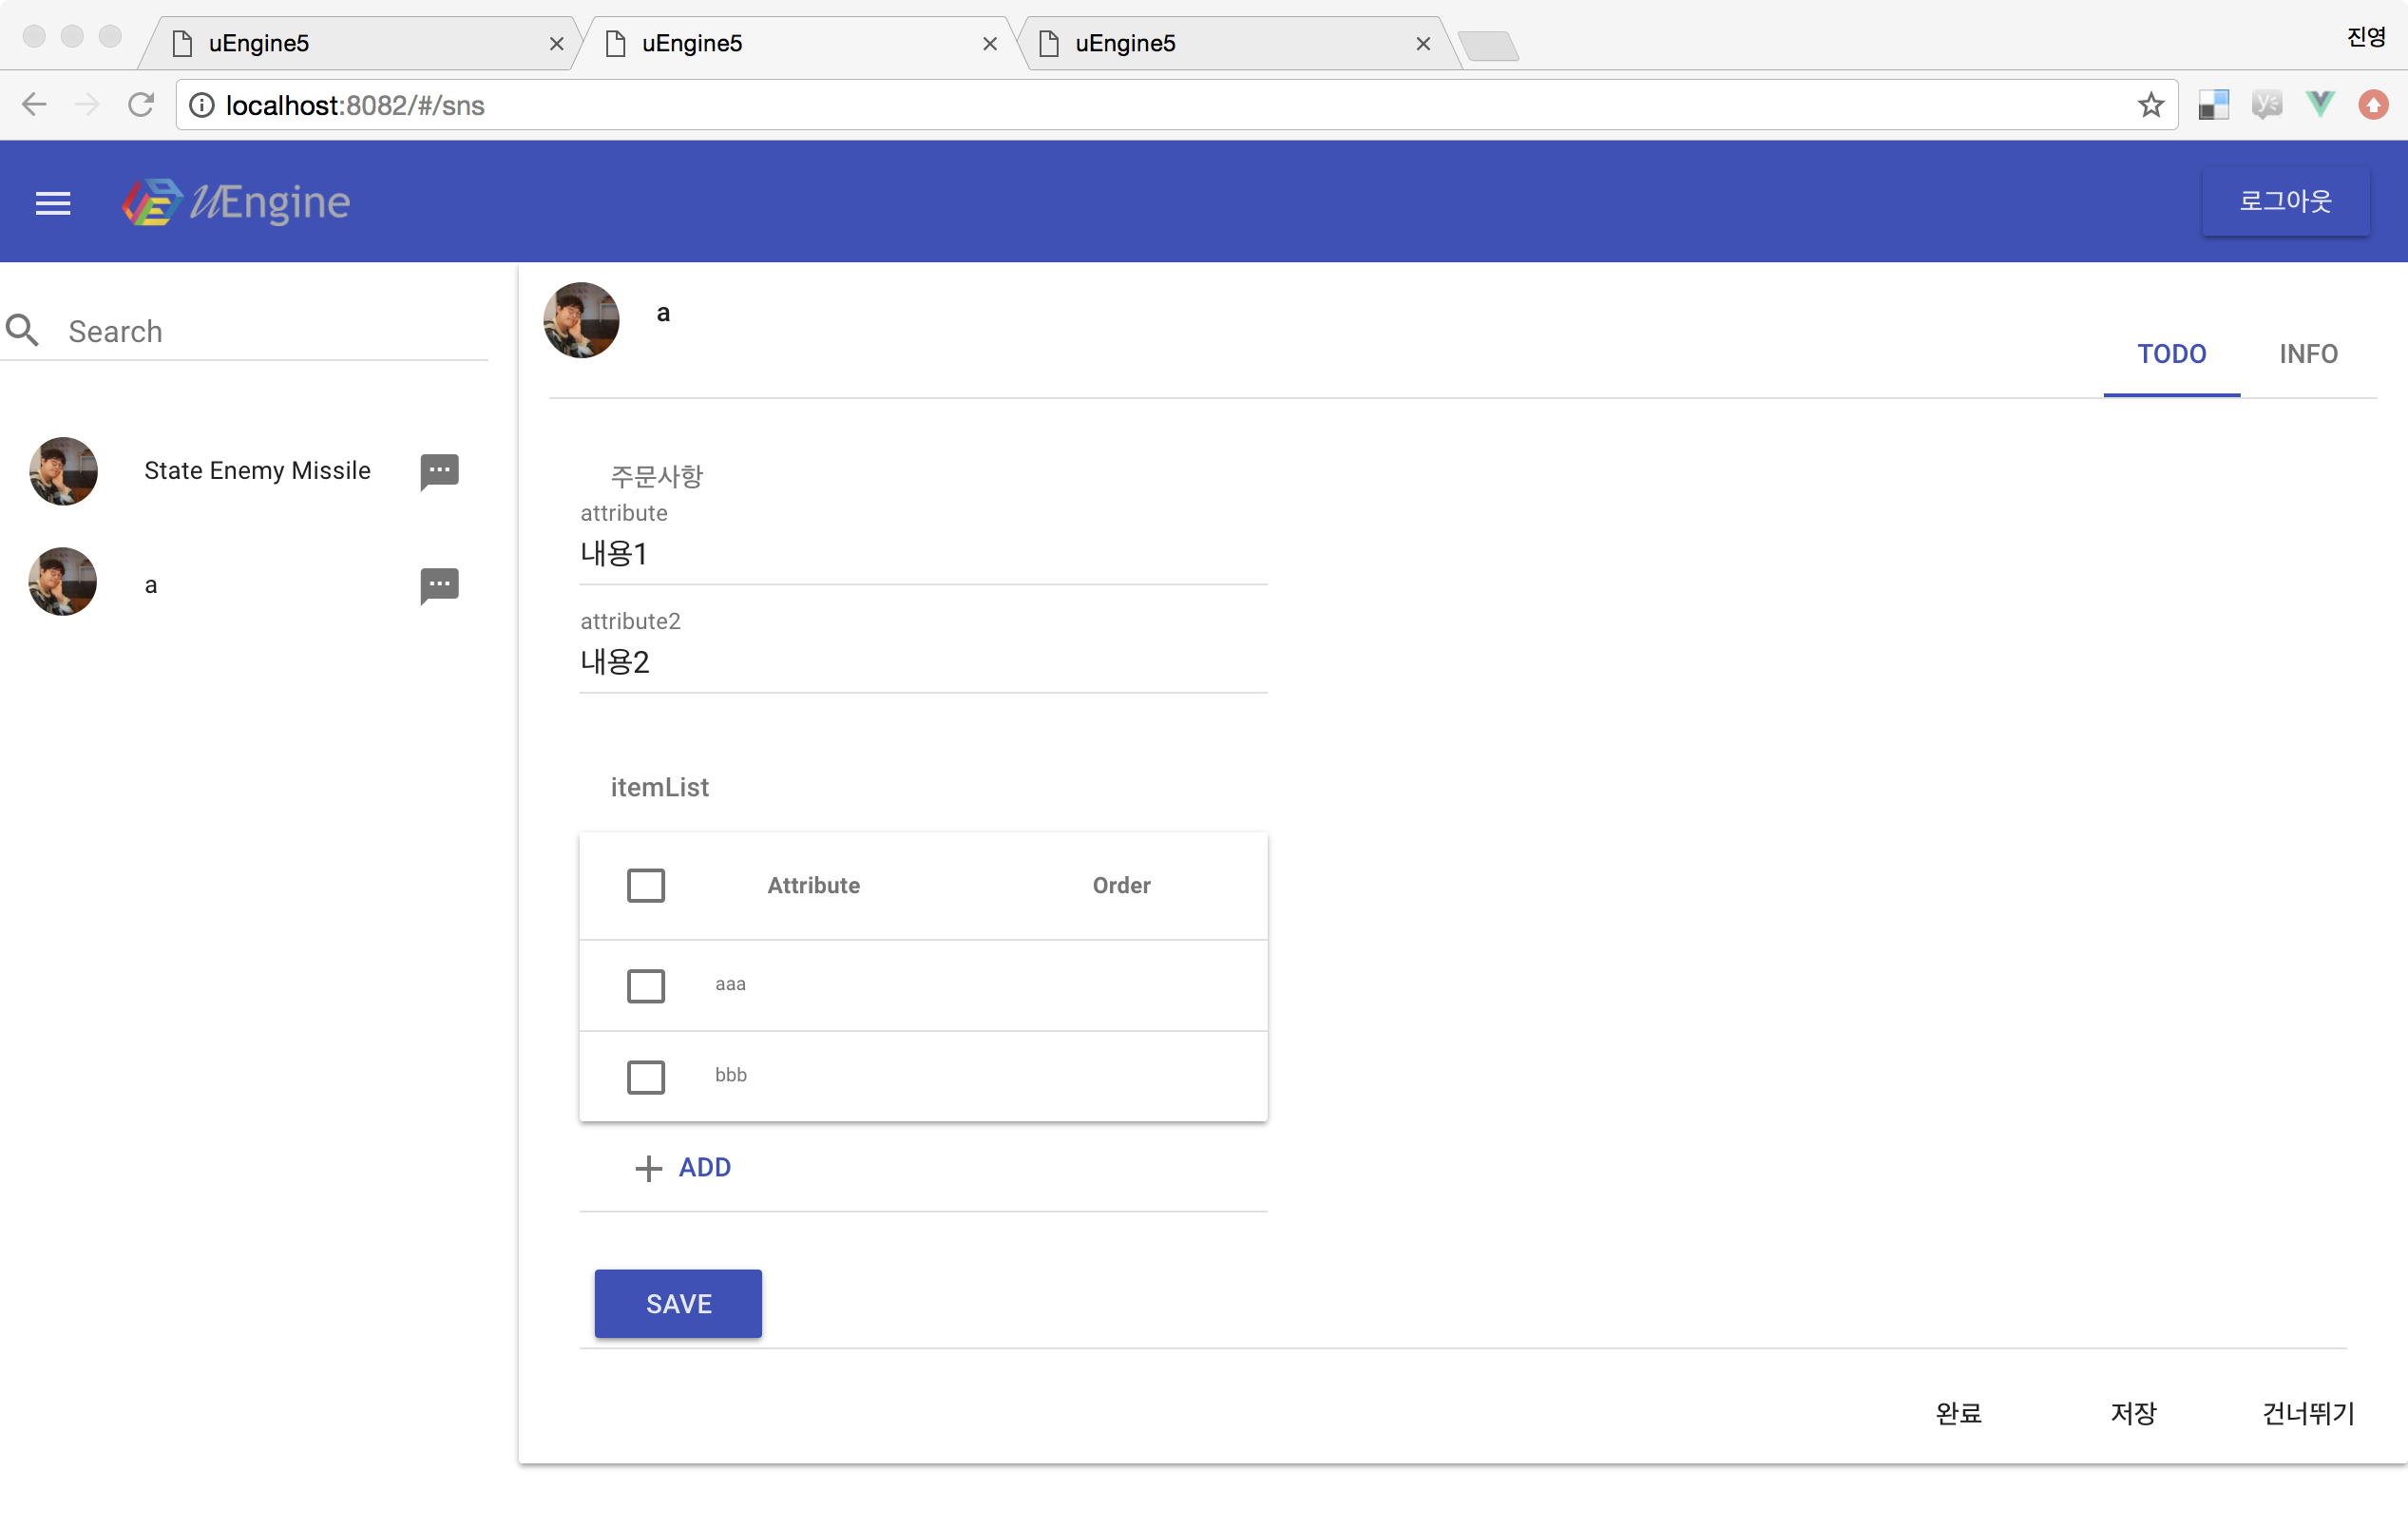 uEngine5
uEngine5
uEngine5
진영
localhost:8082/#/sns
uEngine
로그아웃
Search
State Enemy Missile
a
a
TODO
INFO
주문사항
attribute
내용1
attribute2
내용2
itemList
Attribute
Order
aaa
bbb
ADD
SAVE
완료
저장
건너뛰기